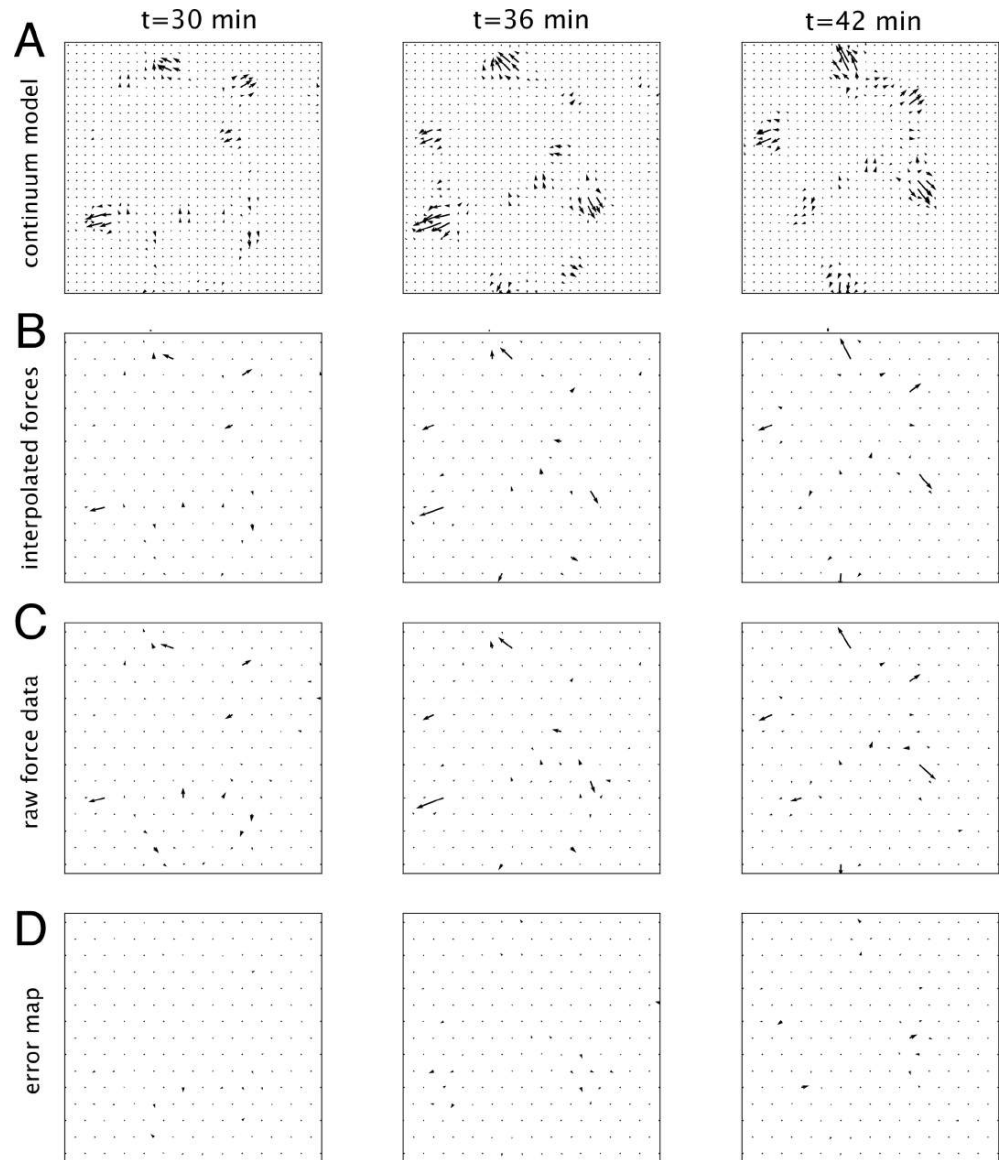 t=30 min
t=36 min
t=42 min
A
continuum model
B
interpolated forces
C
raw force data
D
error map